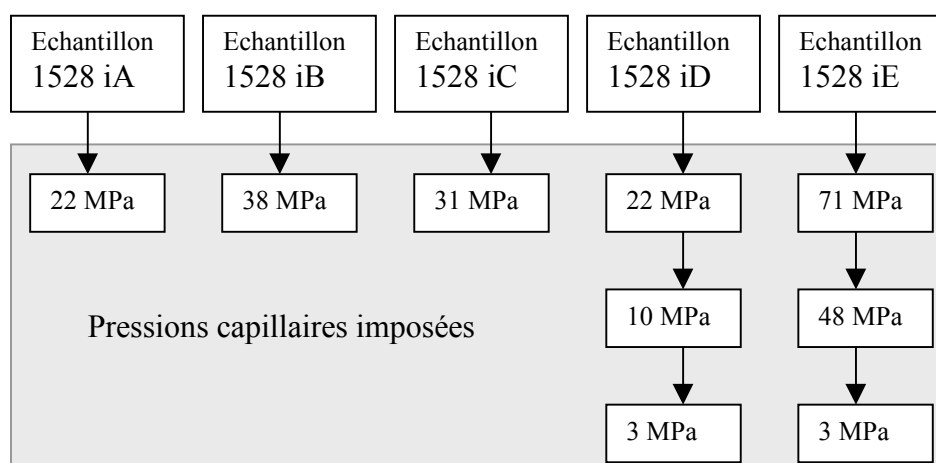 Echantillon
1528 iA
Echantillon
1528 iB
Echantillon
1528 iC
Echantillon
1528 iD
Echantillon
1528 iE
22 MPa
38 MPa
31 MPa
22 MPa
71 MPa
Pressions capillaires imposées
10 MPa
48 MPa
3 MPa
3 MPa